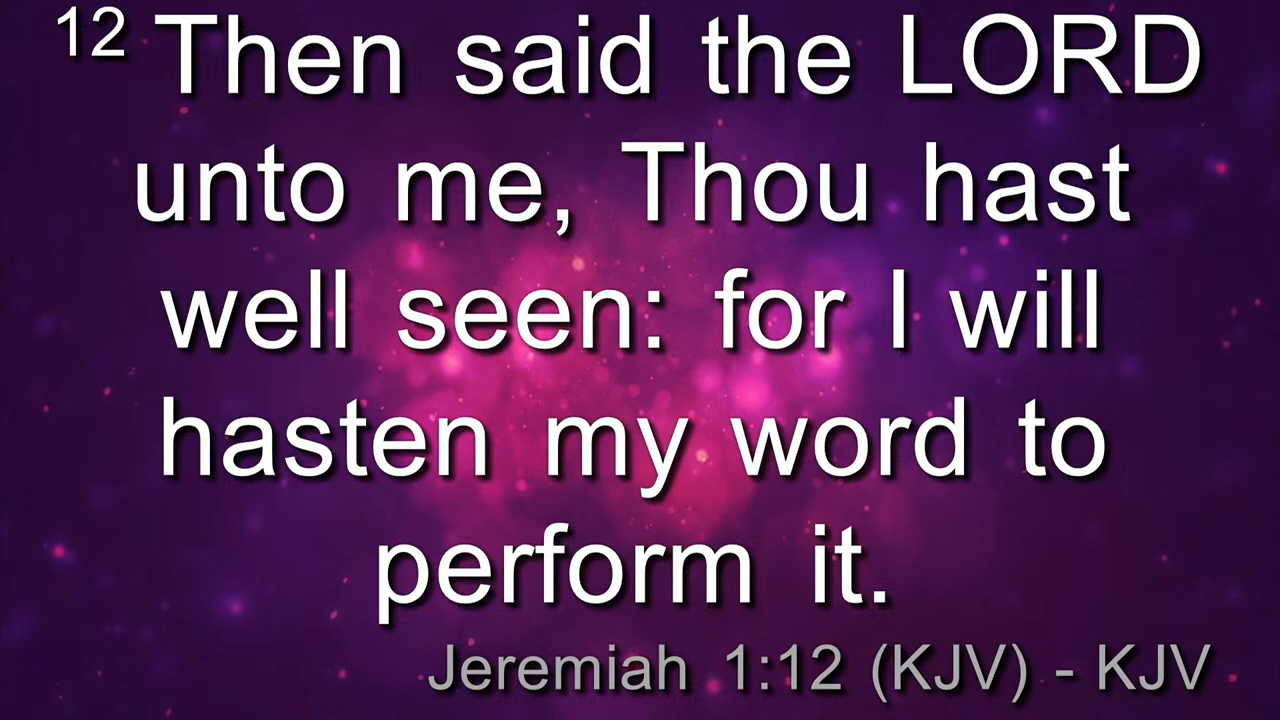 12 Then said the LORD
unto me, Thou hast
well seen: for I will
hasten my word to
perform it.
Jeremiah 1:12 (KJV) - KJV